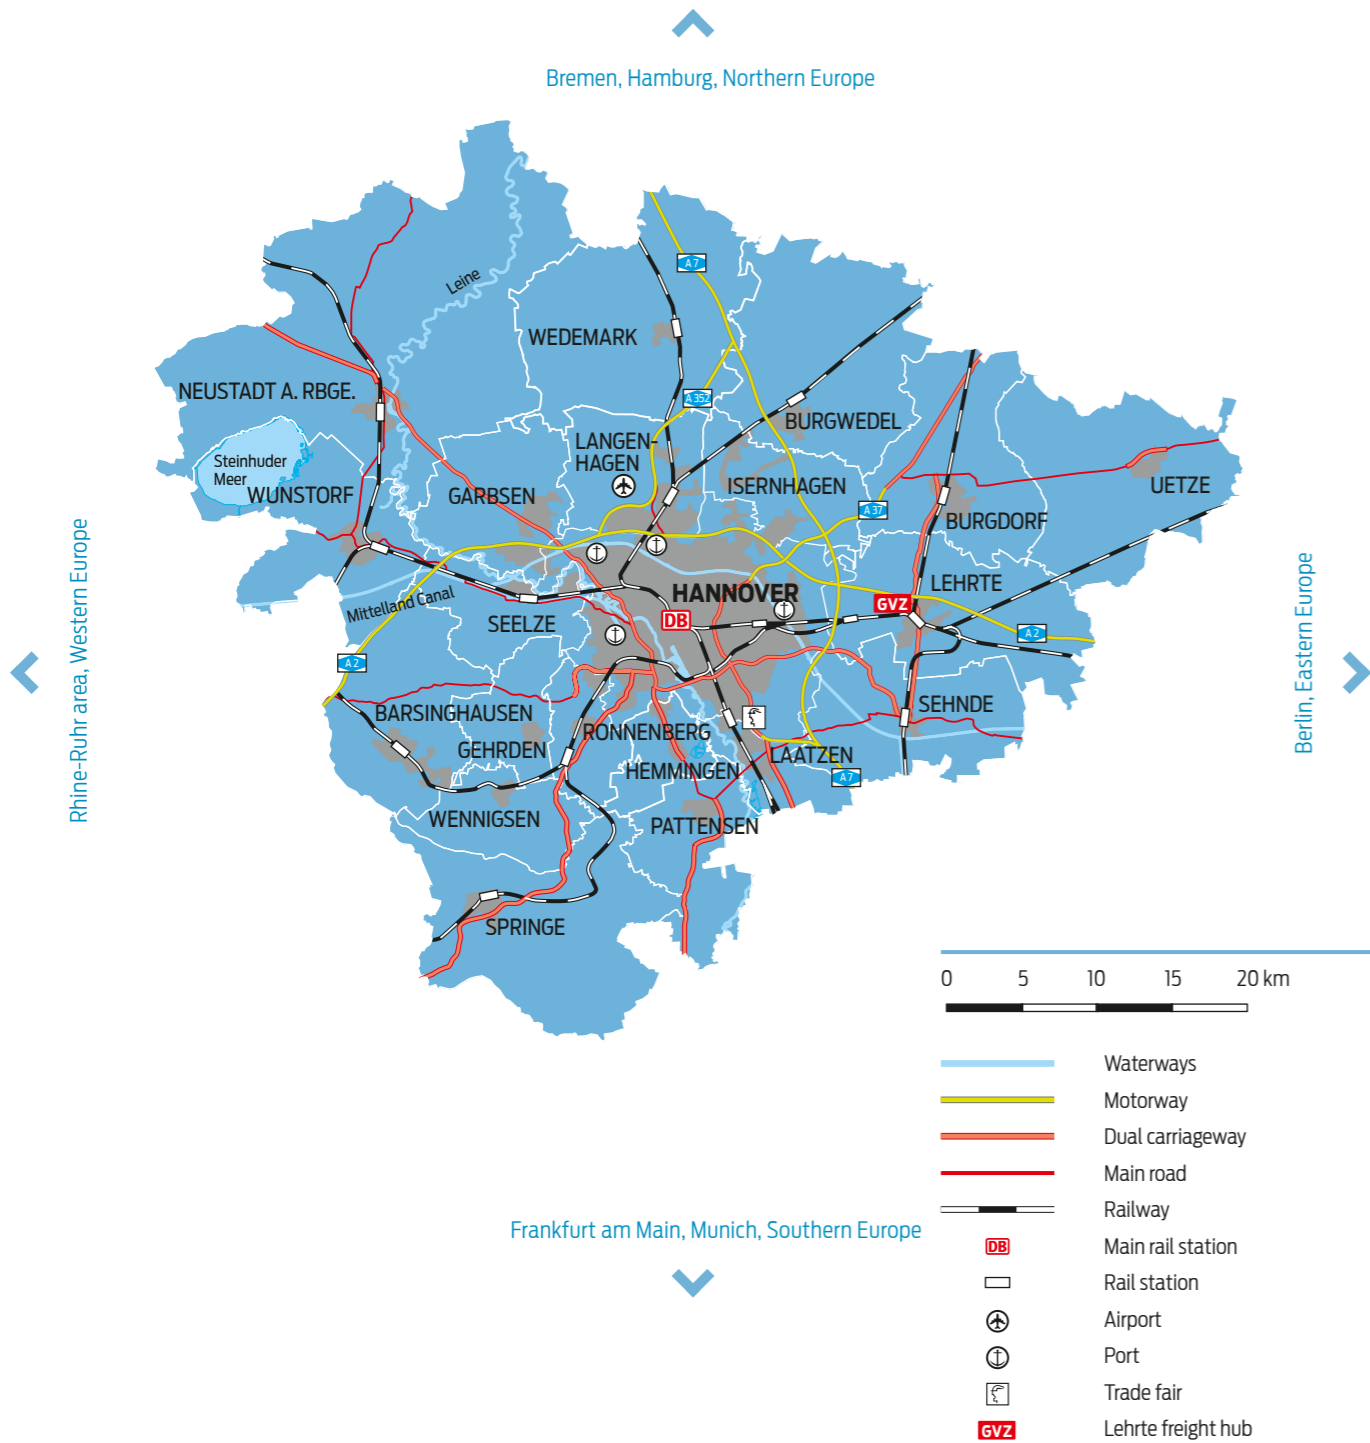 Bremen, Hamburg, Northern Europe
Leine
A 7
WEDEMARK
NEUSTADT A. RBGE.
A 352
BURGWEDEL
LANGEN-
HAGEN
Steinhuder
Meer
WUNSTORF
GARBSEN
ISERNHAGEN
UETZE
A 37
BURGDORF
Rhine-Ruhr area, Western Europe
Berlin, Eastern Europe
Mittelland Canal
HANNOVER
LEHRTE
GVZ
DB
SEELZE
A 2
A 2
SEHNDE
BARSINGHAUSEN
RONNENBERG
GEHRDEN
LAATZEN
HEMMINGEN
A 7
WENNIGSEN
PATTENSEN
SPRINGE
0 5 10 15 20 km
Waterways
Motorway
Dual carriageway
Main road
Railway
DB Main rail station
Rail station
Airport
Port
Trade fair
GVZ Lehrte freight hub
Frankfurt am Main, Munich, Southern Europe